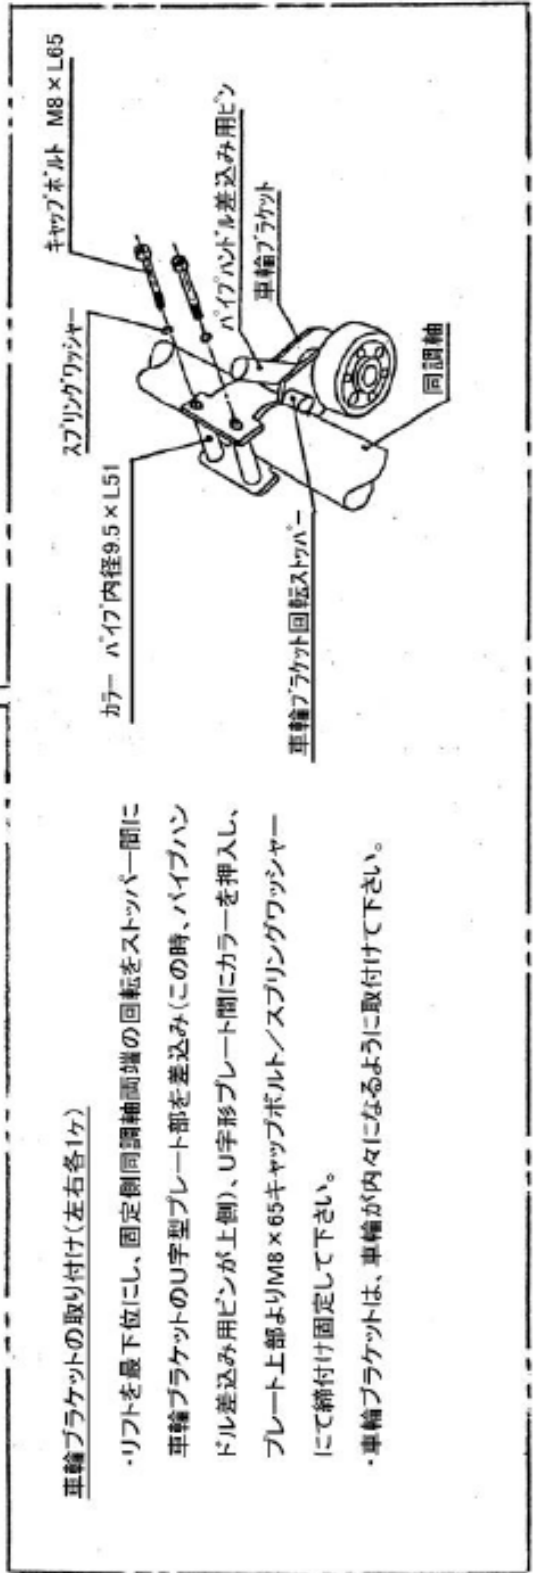 車輪ブラケットの取り付け(左右各1ケ)
・リフトを最下位にし、固定側同調軸両端の回転をストッパー間に
車輪ブラケットのU字型プレート部を差込み(この時、パイプハン
ドル差込み用ピンが上側)、U字形プレート間にカラーを押入し、
プレート上部よりM8×65キャップボルト/スプリングワッシャー
にて締付け固定して下さい。
・車輪ブラケットは、車輪が内々になるように取付けて下さい。
キャップボルト M8×L65
スプリングワッシャー
カラー パイプ内径9.5×L51
パイプハンドル差込み用ピン
車輪ブラケット
車輪ブラケット回転ストッパー
同調軸